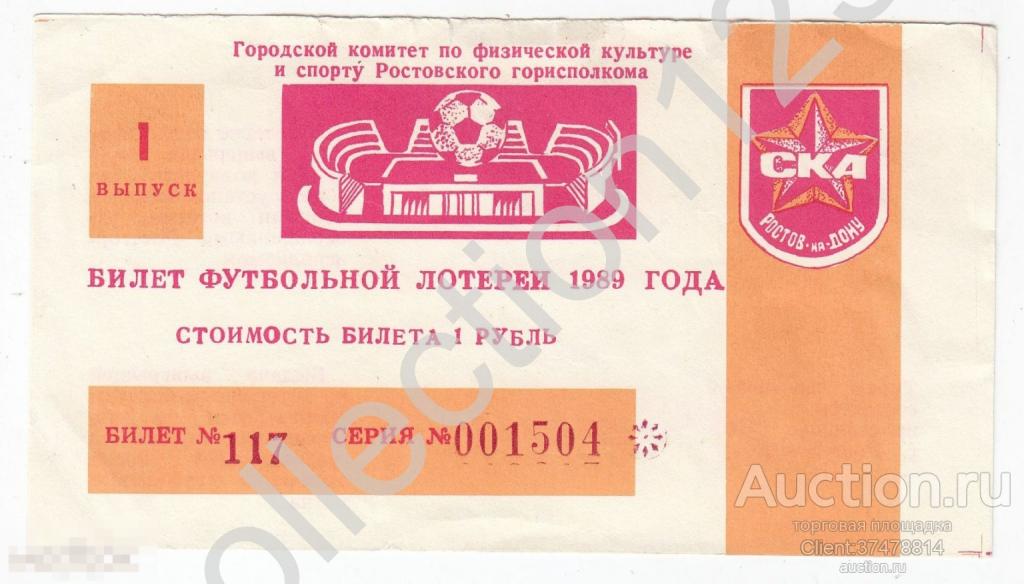 Городской комитет по физической культуре
и спорту Ростовского горисполкома
1
ВЫПУСК
СКА
РОСТОВ-НА-ДОНУ
БИЛЕТ ФУТБОЛЬНОЙ ЛОТЕРЕИ 1989 ГОДА
СТОИМОСТЬ БИЛЕТА 1 РУБЛЬ
БИЛЕТ № 117 СЕРИЯ № 001504
Auction.ru
торговая площадка
Client:37478814
auction.ru